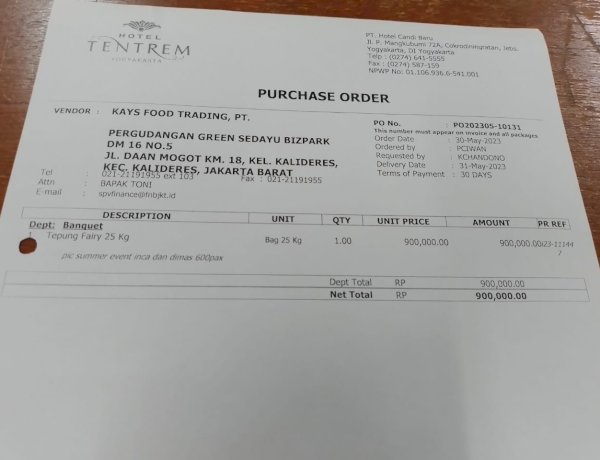 HOTEL
TENTREM
YOGYAKARTA
PT. Hotel Candi Baru
Jl. P. Mangkubumi 72A, Cokrodiningratan, Jetis,
Yogyakarta, DI Yogyakarta
Telp : (0274) 641-5555
Fax : (0274) 587-159
NPWP No: 01.106.936.6-541.001
PURCHASE ORDER
VENDOR : KAYS FOOD TRADING, PT.
PERGUDANGAN GREEN SEDAYU BIZPARK
DM 16 NO.5
JL. DAAN MOGOT KM. 18, KEL. KALIDERES,
KEC. KALIDERES, JAKARTA BARAT
Tel : 021-21191955 ext 103 Fax : 021-21191955
Attn : BAPAK TONI
E-mail : spvfinance@fnbjkt.id
PO No. : PO202305-10131
This number must appear on invoice and all packages.
Order Date : 30-May-2023
Ordered by : PCIWAN
Requested by : KCHANDONO
Delivery Date : 31-May-2023
Terms of Payment : 30 DAYS
DESCRIPTION UNIT QTY UNIT PRICE AMOUNT PR REF
Dept: Banquet
1 Tepung Fairy 25 Kg Bag 25 Kg 1.00 900,000.00 900,000.00 i23-11144
7
pic summer event inca dan dimas 600pax
Dept Total RP 900,000.00
Net Total RP 900,000.00